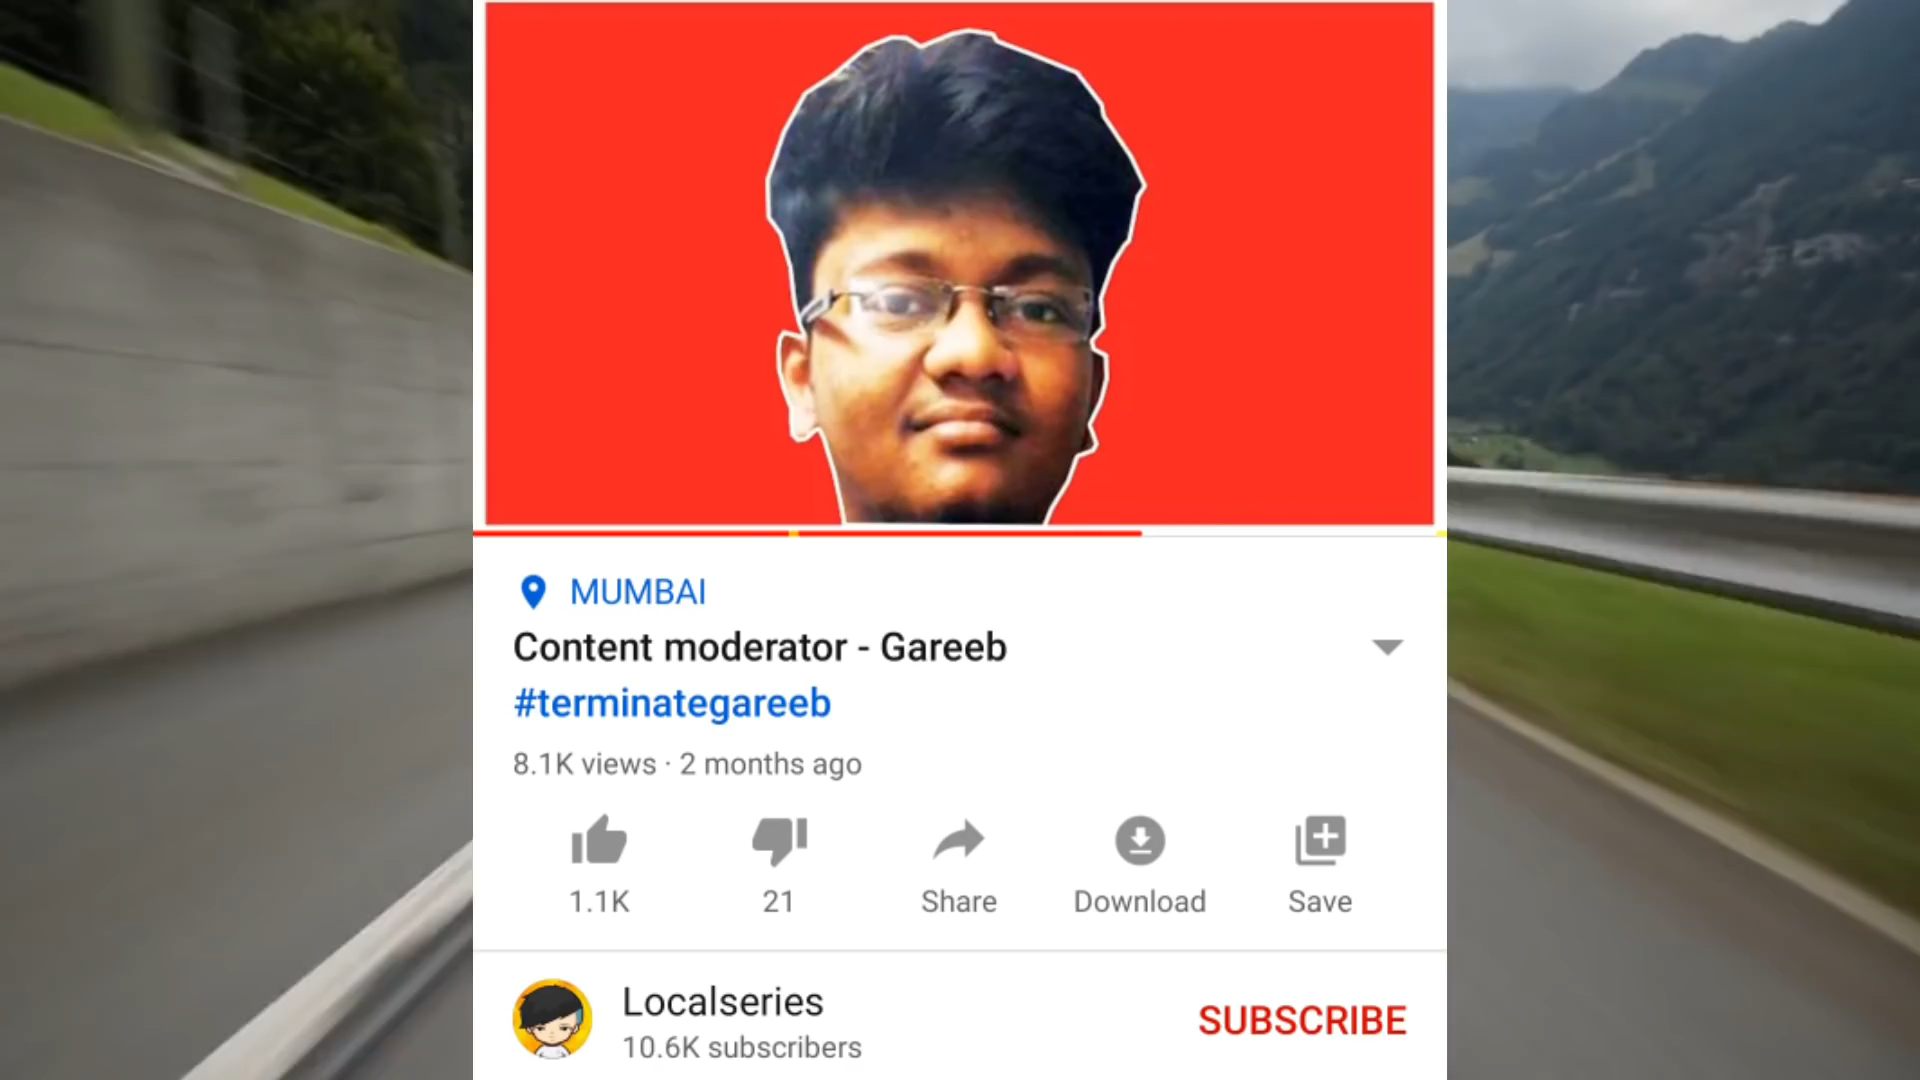 MUMBAI
Content moderator - Gareeb
#terminategareeb
8.1K views · 2 months ago
1.1K 21 Share Download Save
Localseries
SUBSCRIBE
10.6K subscribers